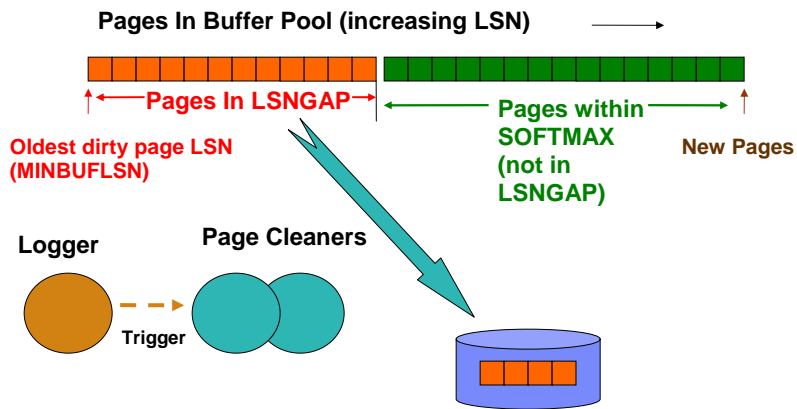 Pages In Buffer Pool (increasing LSN)
Pages In LSNGAP
Pages within
SOFTMAX
(not in
LSNGAP)
Oldest dirty page LSN
(MINBUFLSN)
New Pages
Logger
Page Cleaners
Trigger